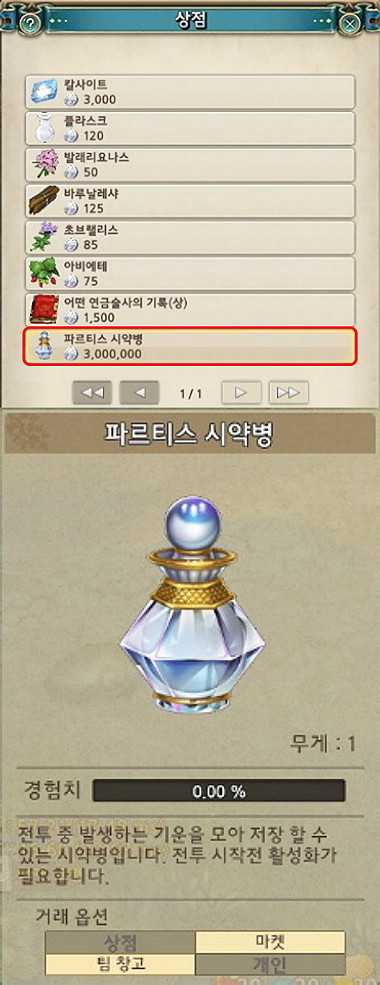 상점
칼사이트
3,000
플라스크
120
발래리요나스
50
바루날레샤
125
초브랠리스
85
아비에테
75
어떤 연금술사의 기록(상)
1,500
파르티스 시약병
3,000,000
1/1
파르티스 시약병
무게 : 1
경험치 0.00 %
전투 중 발생하는 기운을 모아 저장 할 수
있는 시약병입니다. 전투 시작전 활성화가
필요합니다.
거래 옵션
상점 마켓
팀 창고 개인